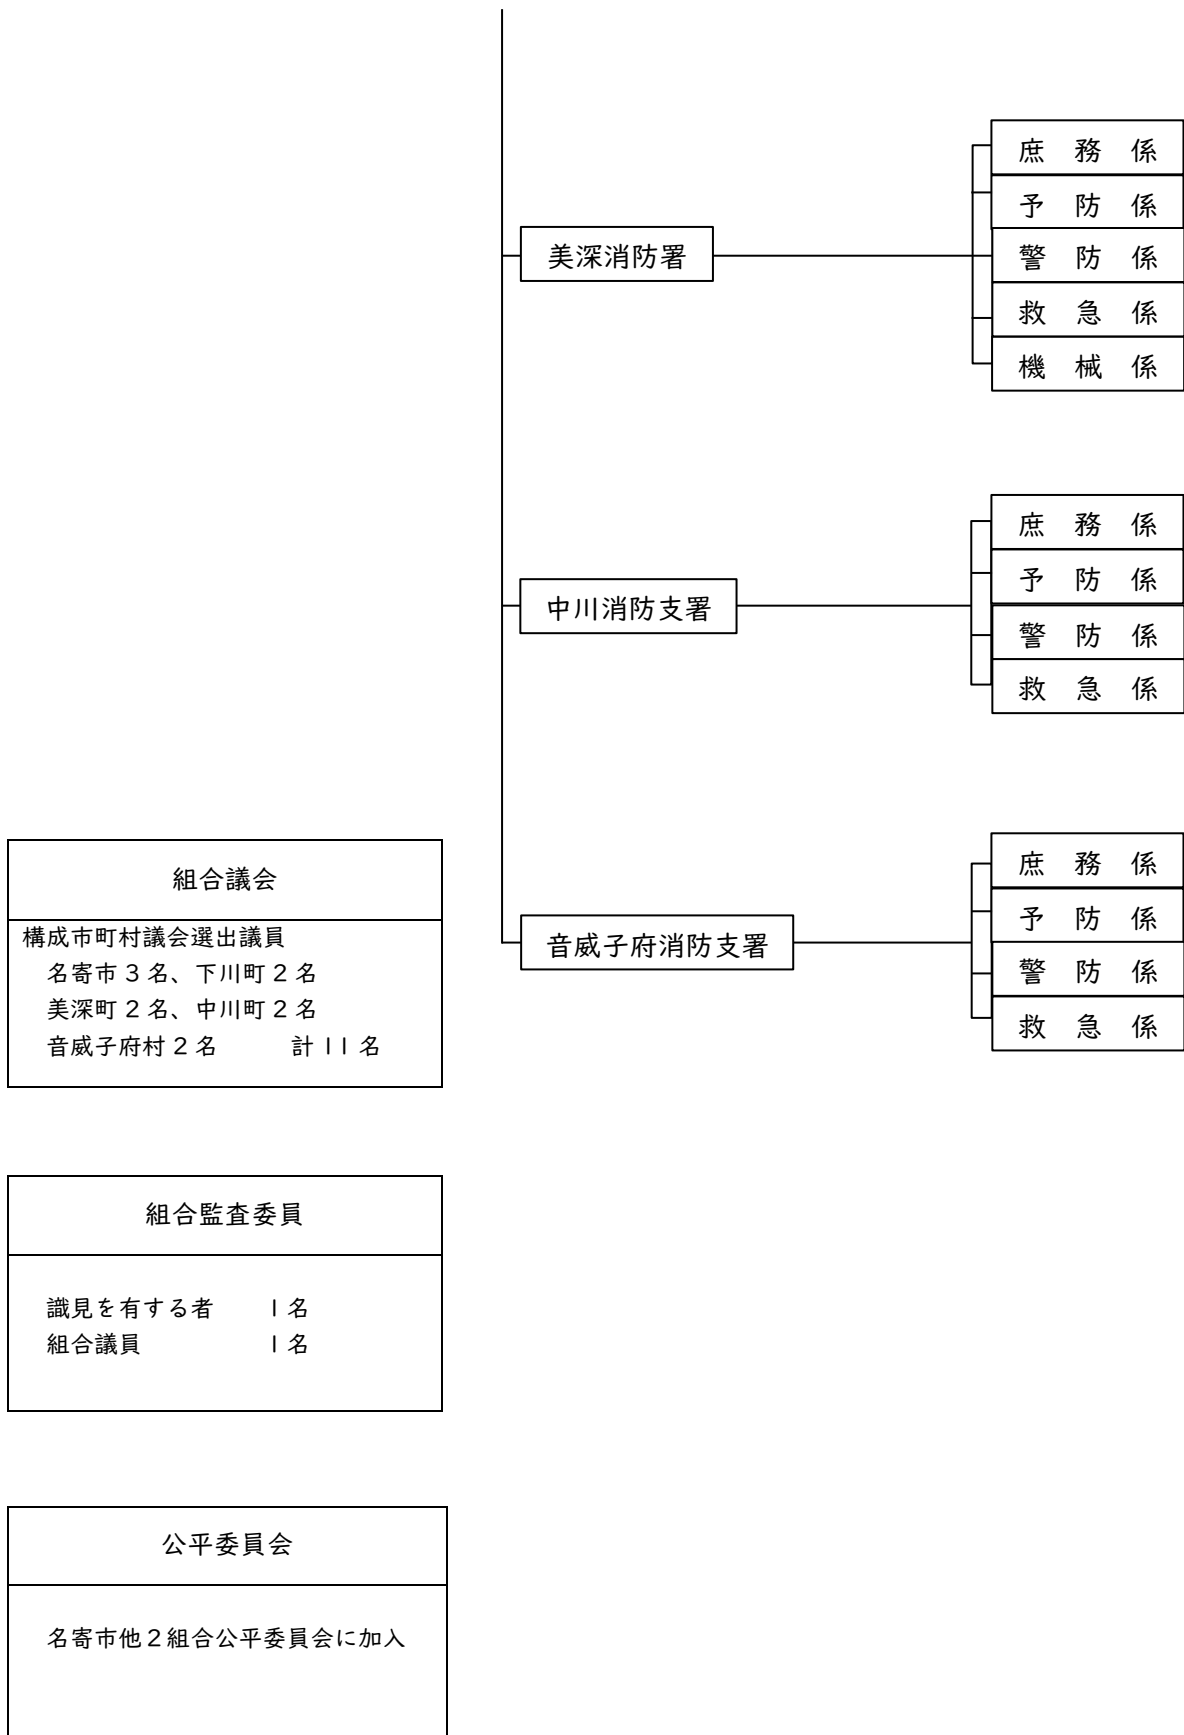 庶務係
予防係
美深消防署
警防係
救急係
機械係
庶務係
予防係
中川消防支署
警防係
救急係
庶務係
予防係
音威子府消防支署
警防係
救急係
組合議会
構成市町村議会選出議員
名寄市3名、下川町2名
美深町2名、中川町2名
音威子府村2名 計11名
組合監査委員
識見を有する者 1名
組合議員 1名
公平委員会
名寄市他2組合公平委員会に加入